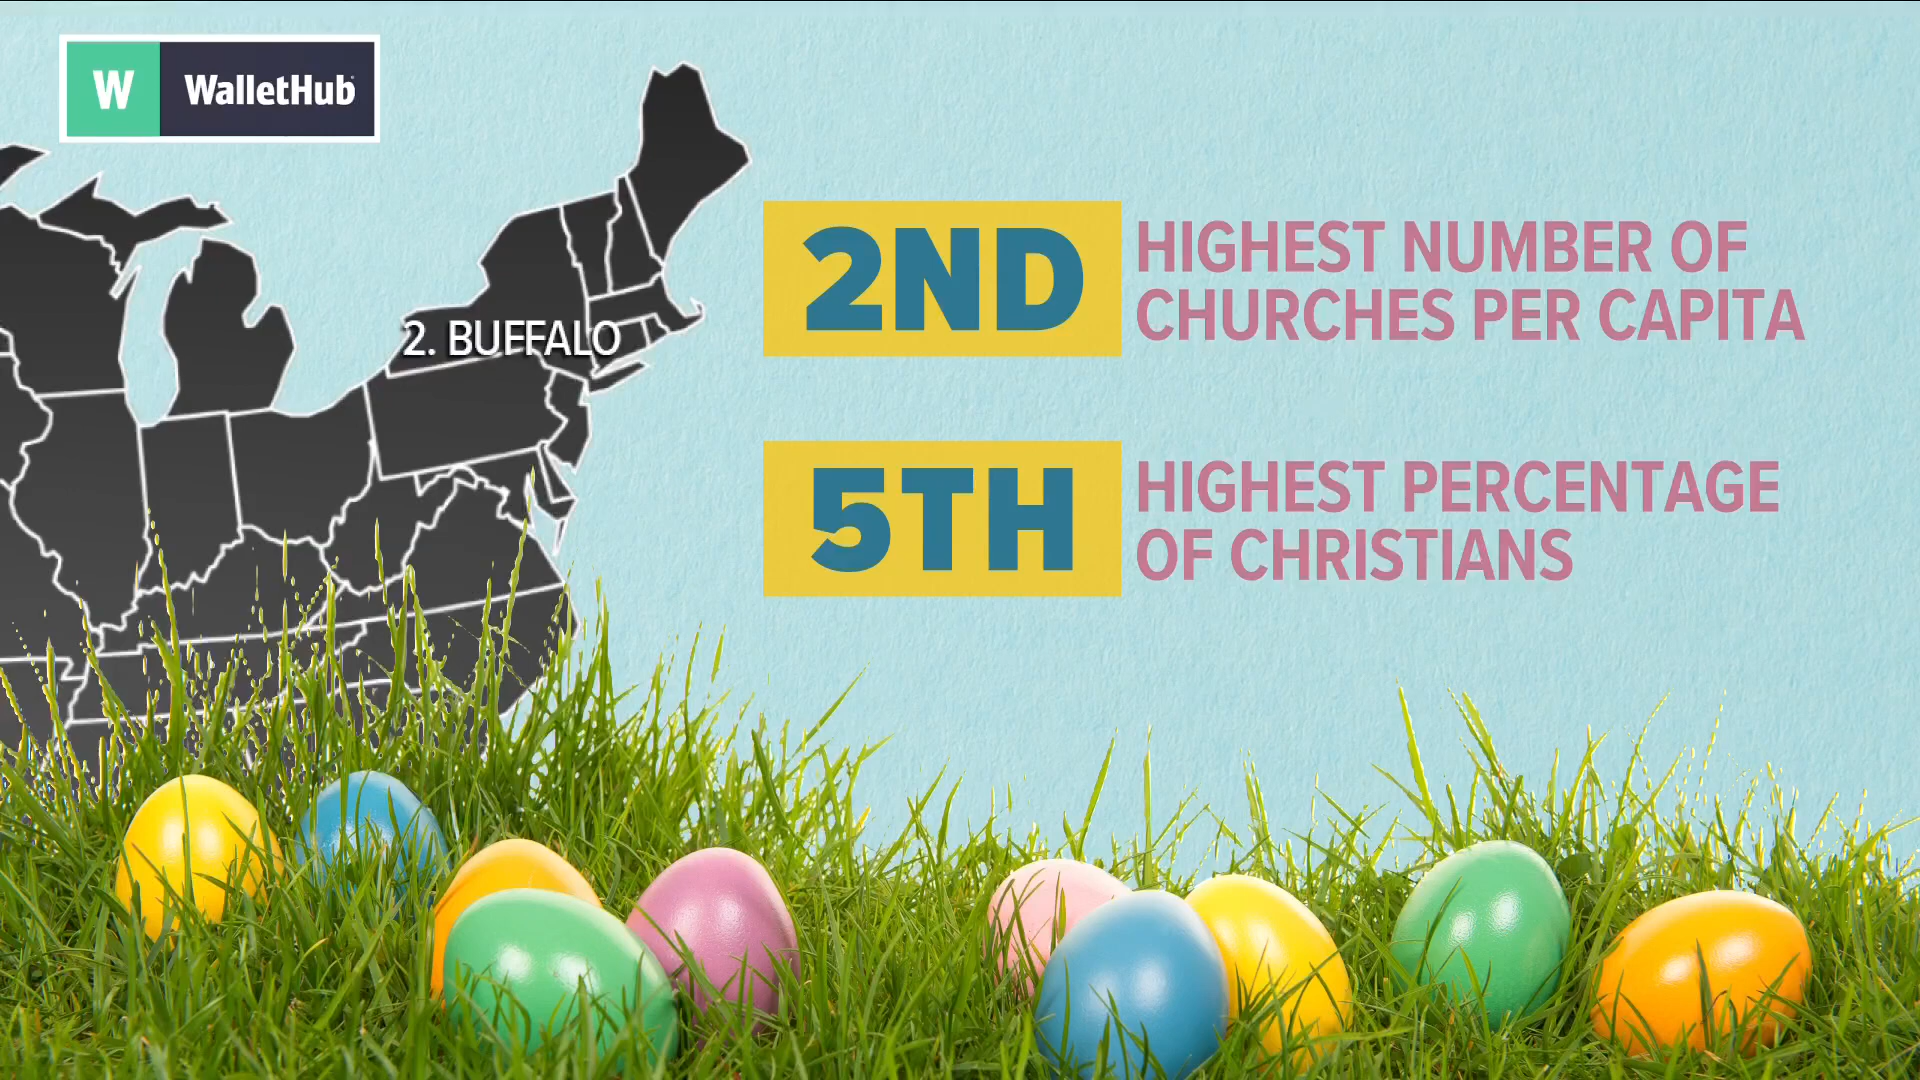 W WalletHub
2. BUFFALO
2ND
HIGHEST NUMBER OF
CHURCHES PER CAPITA
5TH
HIGHEST PERCENTAGE
OF CHRISTIANS